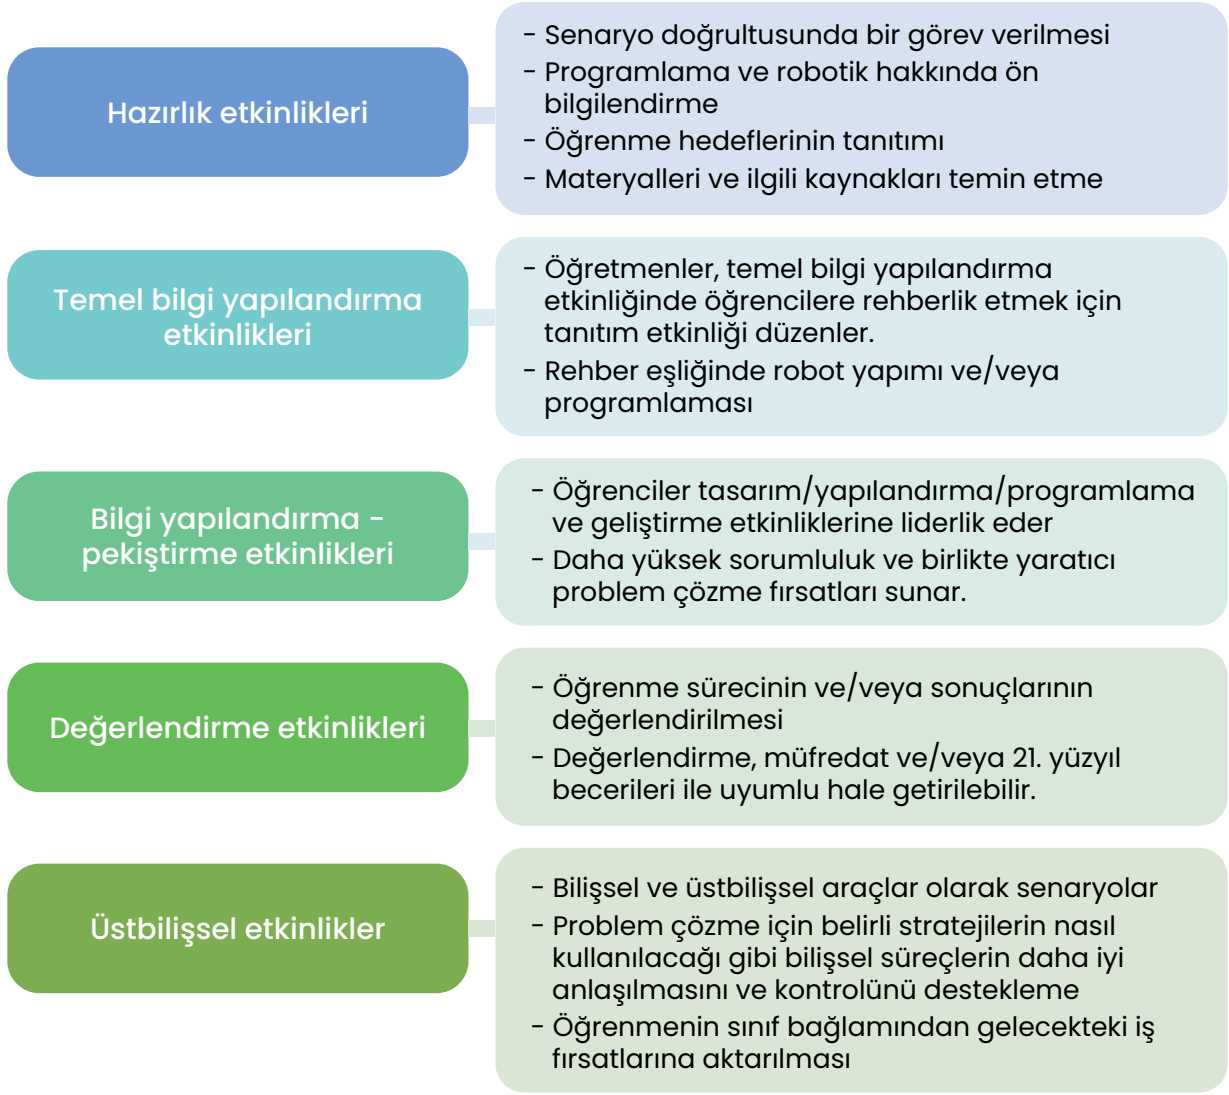 Hazırlık etkinlikleri
- Senaryo doğrultusunda bir görev verilmesi
- Programlama ve robotik hakkında ön
bilgilendirme
- Öğrenme hedeflerinin tanıtımı
- Materyalleri ve ilgili kaynakları temin etme
Temel bilgi yapılandırma
etkinlikleri
- Öğretmenler, temel bilgi yapılandırma
etkinliğinde öğrencilere rehberlik etmek için
tanıtım etkinliği düzenler.
- Rehber eşliğinde robot yapımı ve/veya
programlaması
Bilgi yapılandırma -
pekiştirme etkinlikleri
- Öğrenciler tasarım/yapılandırma/programlama
ve geliştirme etkinliklerine liderlik eder
- Daha yüksek sorumluluk ve birlikte yaratıcı
problem çözme fırsatları sunar.
Değerlendirme etkinlikleri
- Öğrenme sürecinin ve/veya sonuçlarının
değerlendirilmesi
- Değerlendirme, müfredat ve/veya 21. yüzyıl
becerileri ile uyumlu hale getirilebilir.
Üstbilişsel etkinlikler
- Bilişsel ve üstbilişsel araçlar olarak senaryolar
- Problem çözme için belirli stratejilerin nasıl
kullanılacağı gibi bilişsel süreçlerin daha iyi
anlaşılmasını ve kontrolünü destekleme
- Öğrenmenin sınıf bağlamından gelecekteki iş
fırsatlarına aktarılması